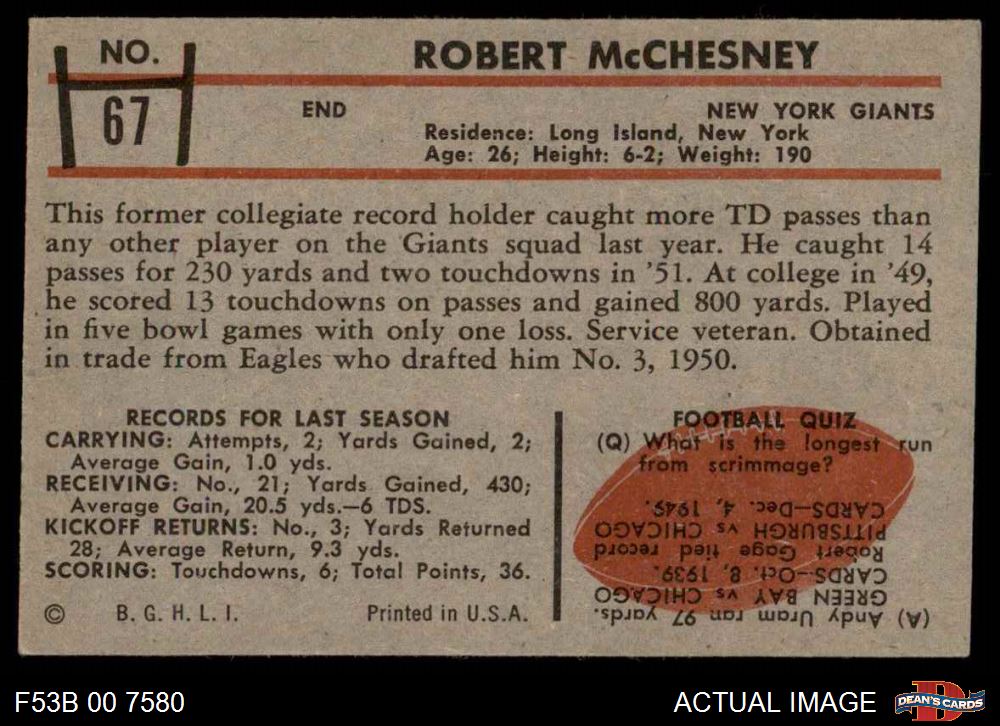 NO.
67
ROBERT McCHESNEY
END
NEW YORK GIANTS
Residence: Long Island, New York
Age: 26; Height: 6-2; Weight: 190
This former collegiate record holder caught more TD passes than
any other player on the Giants squad last year. He caught 14
passes for 230 yards and two touchdowns in '51. At college in '49,
he scored 13 touchdowns on passes and gained 800 yards. Played
in five bowl games with only one loss. Service veteran. Obtained
in trade from Eagles who drafted him No. 3, 1950.
RECORDS FOR LAST SEASON
CARRYING: Attempts, 2; Yards Gained, 2;
Average Gain, 1.0 yds.
RECEIVING: No., 21; Yards Gained, 430;
Average Gain, 20.5 yds.—6 TDS.
KICKOFF RETURNS: No., 3; Yards Returned
28; Average Return, 9.3 yds.
SCORING: Touchdowns, 6; Total Points, 36.
© B. G. H. L. I. Printed in U.S.A.
FOOTBALL QUIZ
(Q) What is the longest run
from scrimmage?
(A) Andy Uram ran 97 yards.
GREEN BAY vs CHICAGO
CARDS—Oct. 8, 1939.
Robert Gage tied record
PITTSBURGH vs CHICAGO
CARDS—Dec. 4, 1949.
F53B 00 7580
ACTUAL IMAGE
D
DEAN'S CARDS